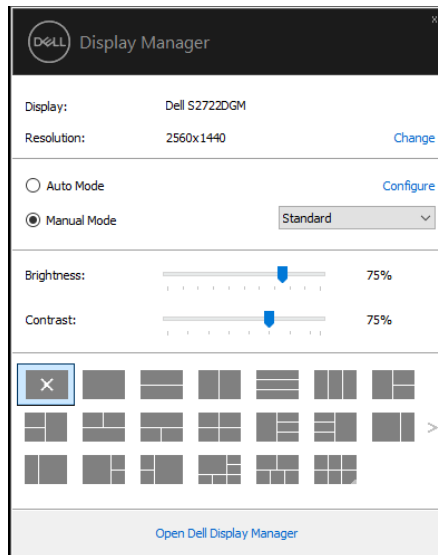 x
DELL Display Manager
Display: Dell S2722DGM
Resolution: 2560x1440 Change
Auto Mode Configure
Manual Mode Standard
Brightness: 75%
Contrast: 75%
Open Dell Display Manager